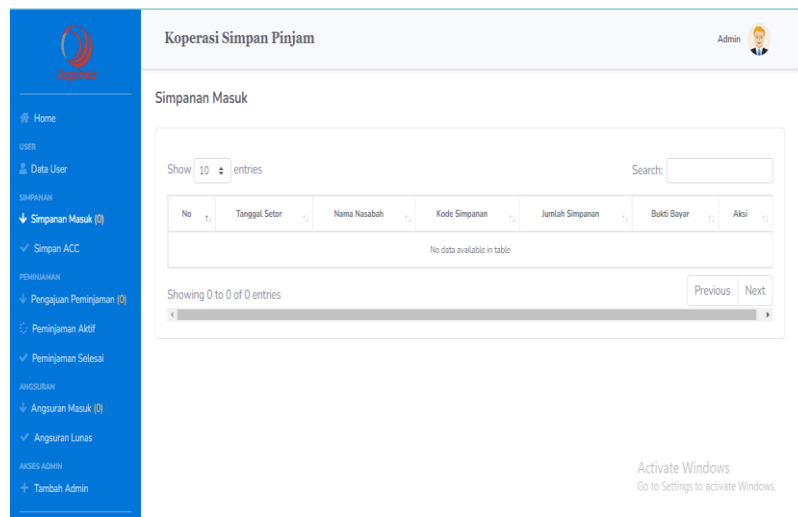 Koperasi Simpan Pinjam
Admin
Simpanan Masuk
Home
USER
Data User
SIMPANAN
Simpanan Masuk (0)
Simpan ACC
PEMINJAMAN
Pengajuan Peminjaman (0)
Peminjaman Aktif
Peminjaman Selesai
ANGSURAN
Angsuran Masuk (0)
Angsuran Lunas
AKSES ADMIN
Tambah Admin
Show 10 entries
Search:
No Tanggal Setor Nama Nasabah Kode Simpanan Jumlah Simpanan Bukti Bayar Aksi
No data available in table
Showing 0 to 0 of 0 entries
Previous Next
Activate Windows
Go to Settings to activate Windows.